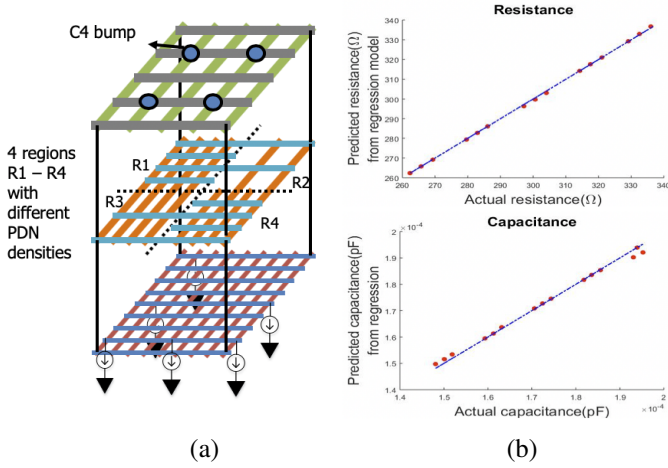 C4 bump
4 regions
R1 – R4
with
different
PDN
densities
R1
R2
R3
R4
(a)
Resistance
Predicted resistance(Ω)
from regression model
340
330
320
310
300
290
280
270
260
260 270 280 290 300 310 320 330 340
Actual resistance(Ω)
Capacitance
×10⁻⁴
Predicted capacitance(pF)
from regression
2
1.9
1.8
1.7
1.6
1.5
1.4
1.4 1.5 1.6 1.7 1.8 1.9 2
Actual capacitance(pF)
×10⁻⁴
(b)